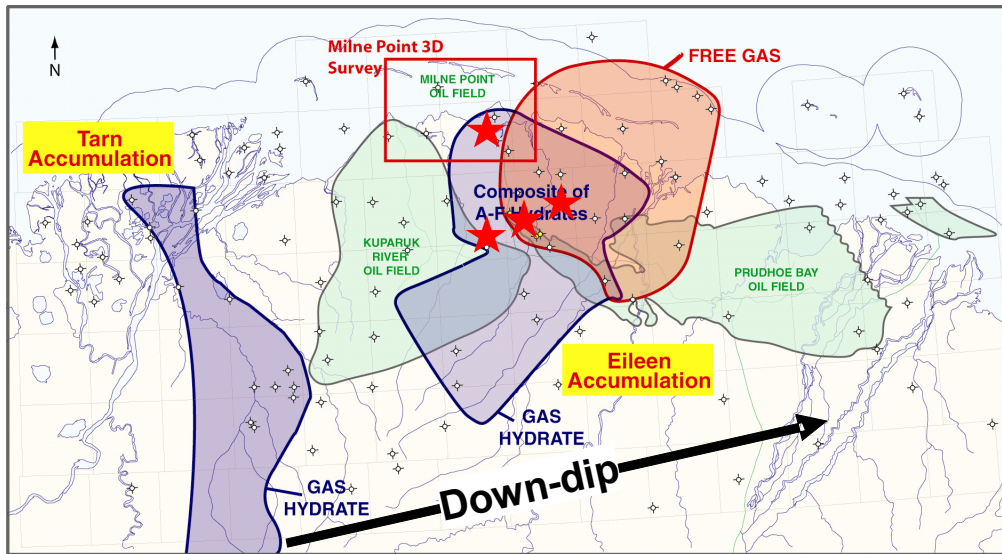 Milne Point 3D
Survey
MILNE POINT
OIL FIELD
FREE GAS
N
Tarn
Accumulation
Composite of
A-F Hydrates
KUPARUK
RIVER
OIL FIELD
PRUDHOE BAY
OIL FIELD
Eileen
Accumulation
GAS
HYDRATE
Down-dip
GAS
HYDRATE